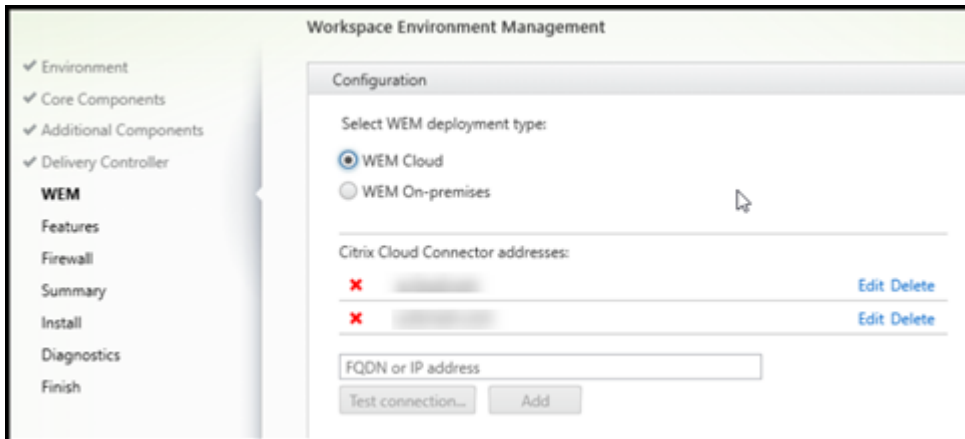 Workspace Environment Management
Environment
Core Components
Additional Components
Delivery Controller
WEM
Features
Firewall
Summary
Install
Diagnostics
Finish
Configuration
Select WEM deployment type:
WEM Cloud
WEM On-premises
Citrix Cloud Connector addresses:
Edit Delete
Edit Delete
FQDN or IP address
Test connection... Add